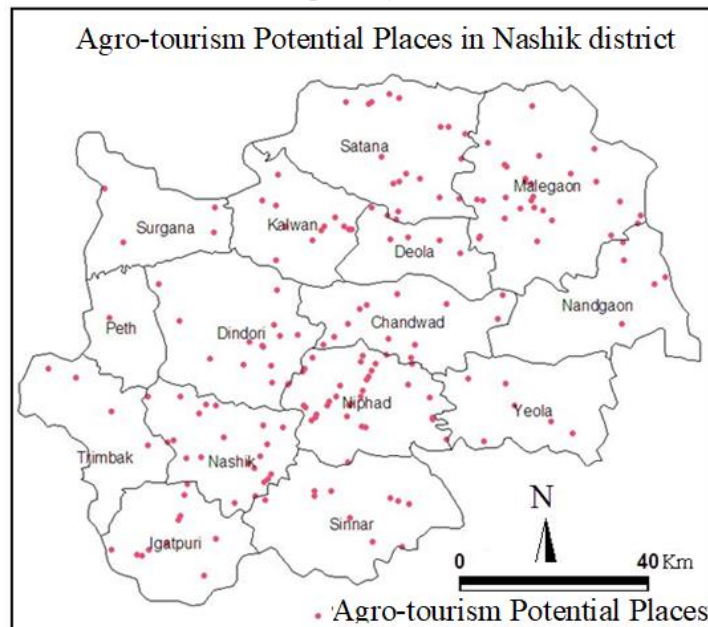 Agro-tourism Potential Places in Nashik district
Satana
Malegaon
Surgana
Kalwan
Deola
Nandgaon
Peth
Dindori
Chandwad
Niphad
Yeola
Trimbak
Nashik
Igatpuri
Sinnar
N
0 40 Km
Agro-tourism Potential Places